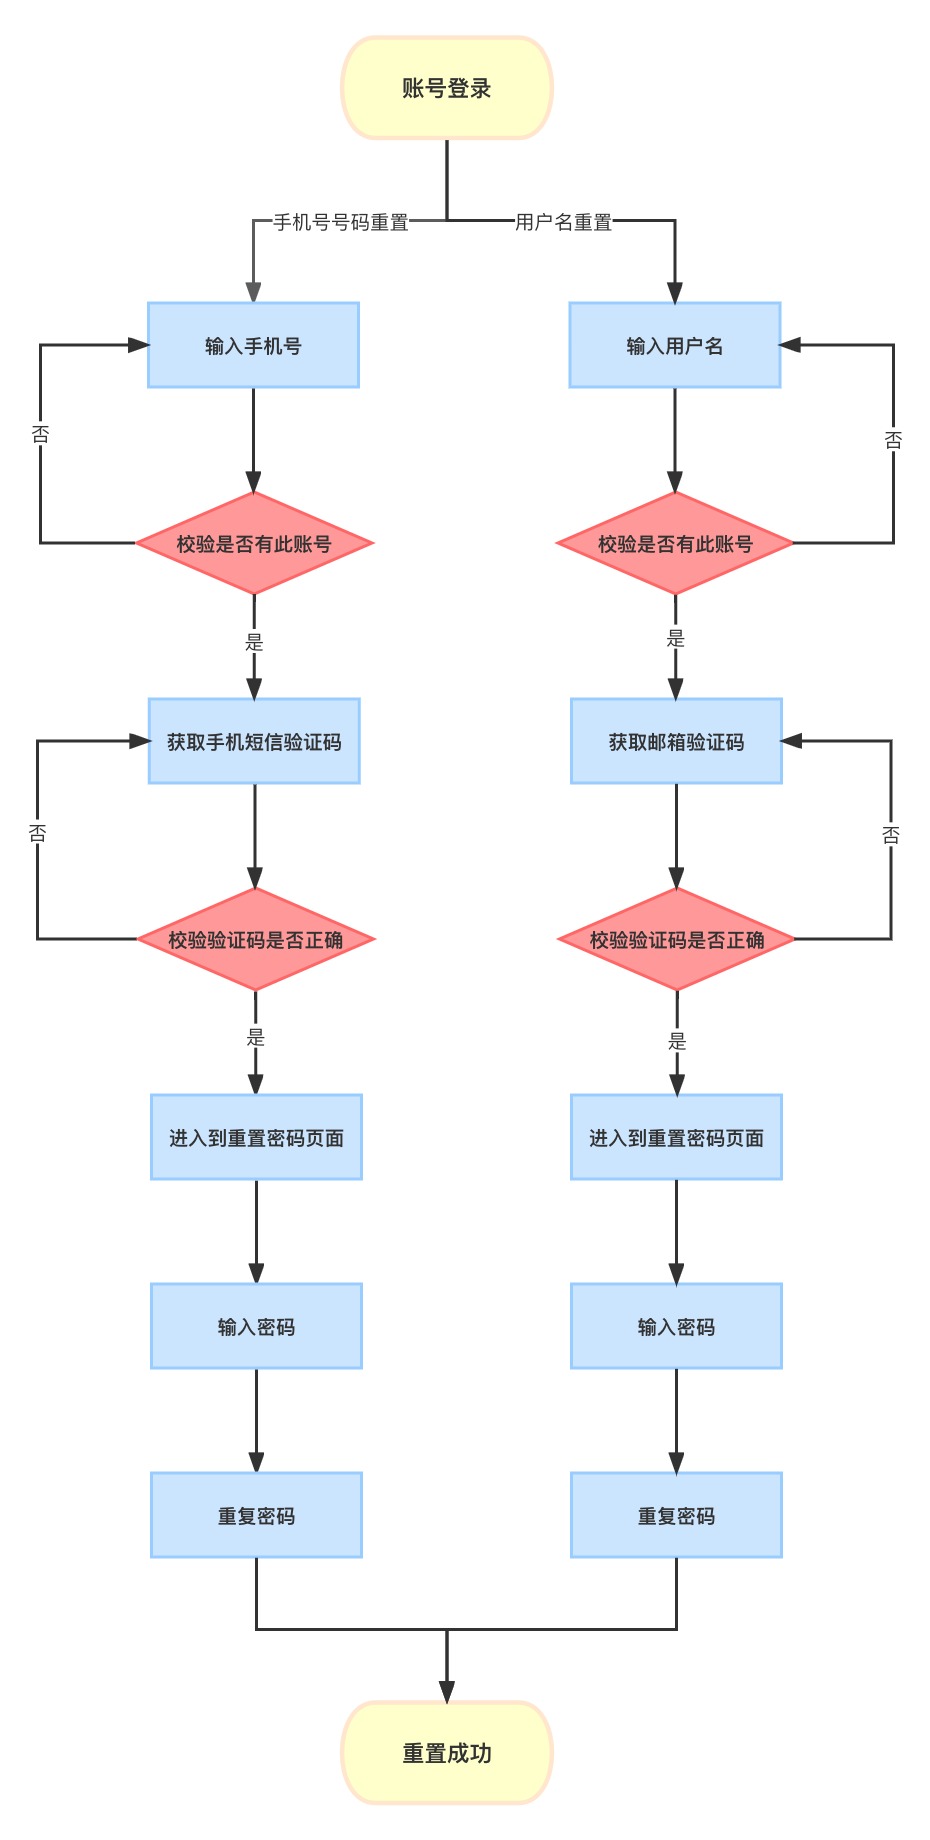 账号登录
手机号号码重置
用户名重置
输入手机号
输入用户名
否
否
校验是否有此账号
校验是否有此账号
是
是
获取手机短信验证码
获取邮箱验证码
否
否
校验验证码是否正确
校验验证码是否正确
是
是
进入到重置密码页面
进入到重置密码页面
输入密码
输入密码
重复密码
重复密码
重置成功